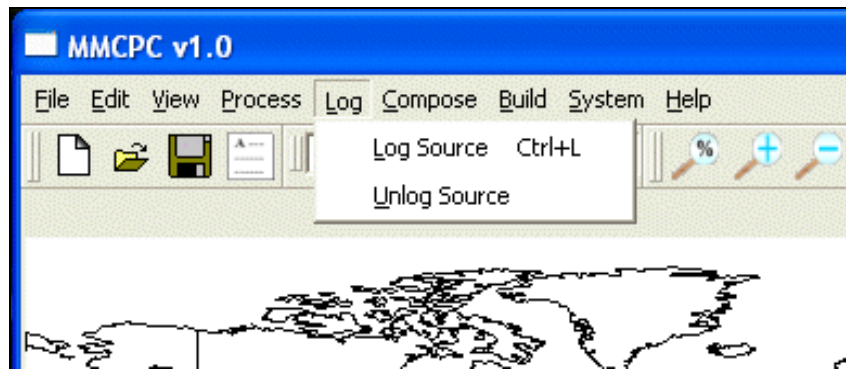 MMCPC v1.0
File Edit View Process Log Compose Build System Help
A
%
Log Source Ctrl+L
Unlog Source